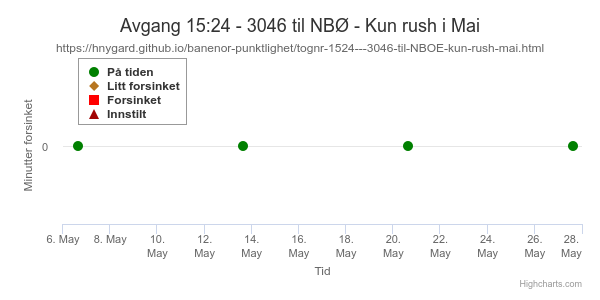 Avgang 15:24 - 3046 til NBØ - Kun rush i Mai
https://hnygard.github.io/banenor-punktlighet/tognr-1524---3046-til-NBOE-kun-rush-mai.html
På tiden
Litt forsinket
Forsinket
Innstilt
Minutter forsinket
0
6. May
8. May
10. May
12. May
14. May
16. May
18. May
20. May
22. May
24. May
26. May
28. May
Tid
Highcharts.com